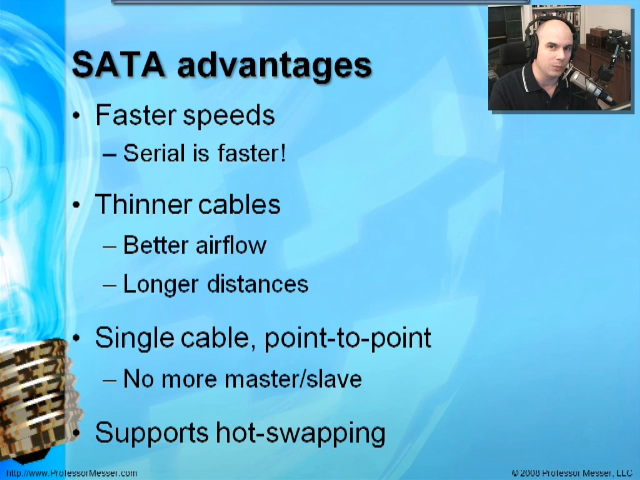 SATA advantages
• Faster speeds
– Serial is faster!
• Thinner cables
– Better airflow
– Longer distances
• Single cable, point-to-point
– No more master/slave
• Supports hot-swapping
http://www.ProfessorMesser.com
© 2008 Professor Messer, LLC